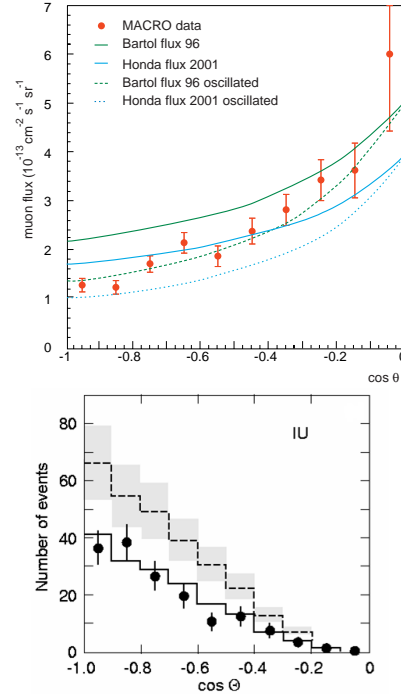 7
6
5
4
3
2
1
0
muon flux (10^-13 cm^-2 s^-1 sr^-1)
MACRO data
Bartol flux 96
Honda flux 2001
Bartol flux 96 oscillated
Honda flux 2001 oscillated
-1 -0.8 -0.6 -0.4 -0.2 0
cos θ
80
60
40
20
0
Number of events
IU
-1.0 -0.8 -0.6 -0.4 -0.2 0
cos Θ